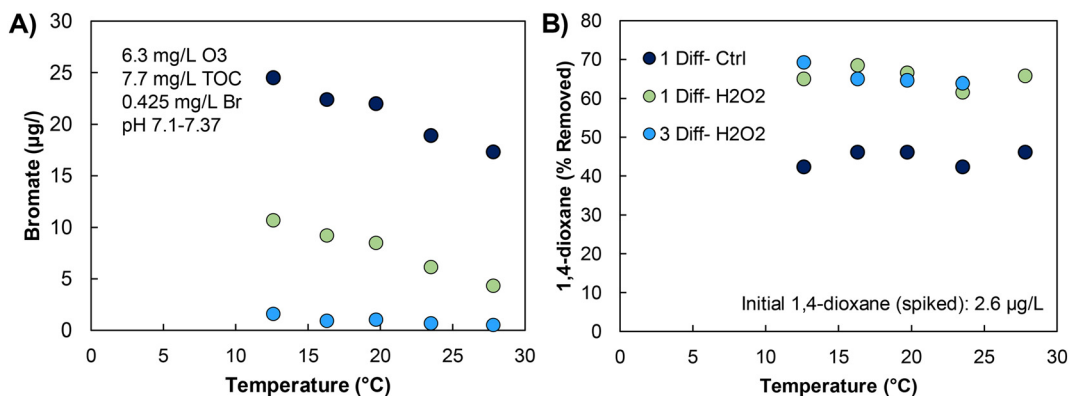 A)
30
25
20
15
10
5
0
Bromate (µg/)
6.3 mg/L O3
7.7 mg/L TOC
0.425 mg/L Br
pH 7.1-7.37
0 5 10 15 20 25 30
Temperature (°C)
B)
80
70
60
50
40
30
20
10
0
1,4-dioxane (% Removed)
1 Diff- Ctrl
1 Diff- H2O2
3 Diff- H2O2
Initial 1,4-dioxane (spiked): 2.6 µg/L
0 5 10 15 20 25 30
Temperature (°C)